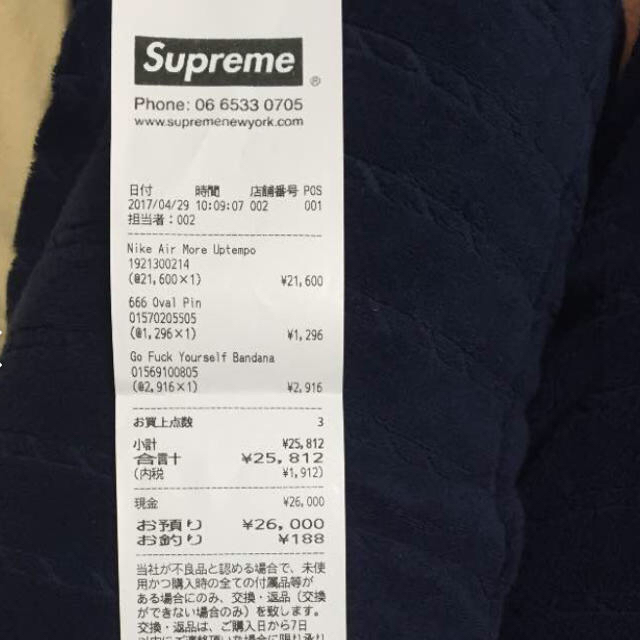 Supreme ®
Phone: 06 6533 0705
www.supremenewyork.com
日付 時間 店舗番号 POS
2017/04/29 10:09:07 002 001
担当者：002
Nike Air More Uptempo
1921300214
(@21,600×1) ¥21,600
666 Oval Pin
01570205505
(@1,296×1) ¥1,296
Go Fuck Yourself Bandana
01569100805
(@2,916×1) ¥2,916
お買上点数 3
小計 ¥25,812
合計 ¥25,812
(内税 ¥1,912)
現金 ¥26,000
お預り ¥26,000
お釣り ¥188
当社が不良品と認める場合で、未使
用かつ購入時の全ての付属品等が
ある場合にのみ、交換・返品（交換
ができない場合のみ）を致します。
交換・返品は、ご購入日から7日